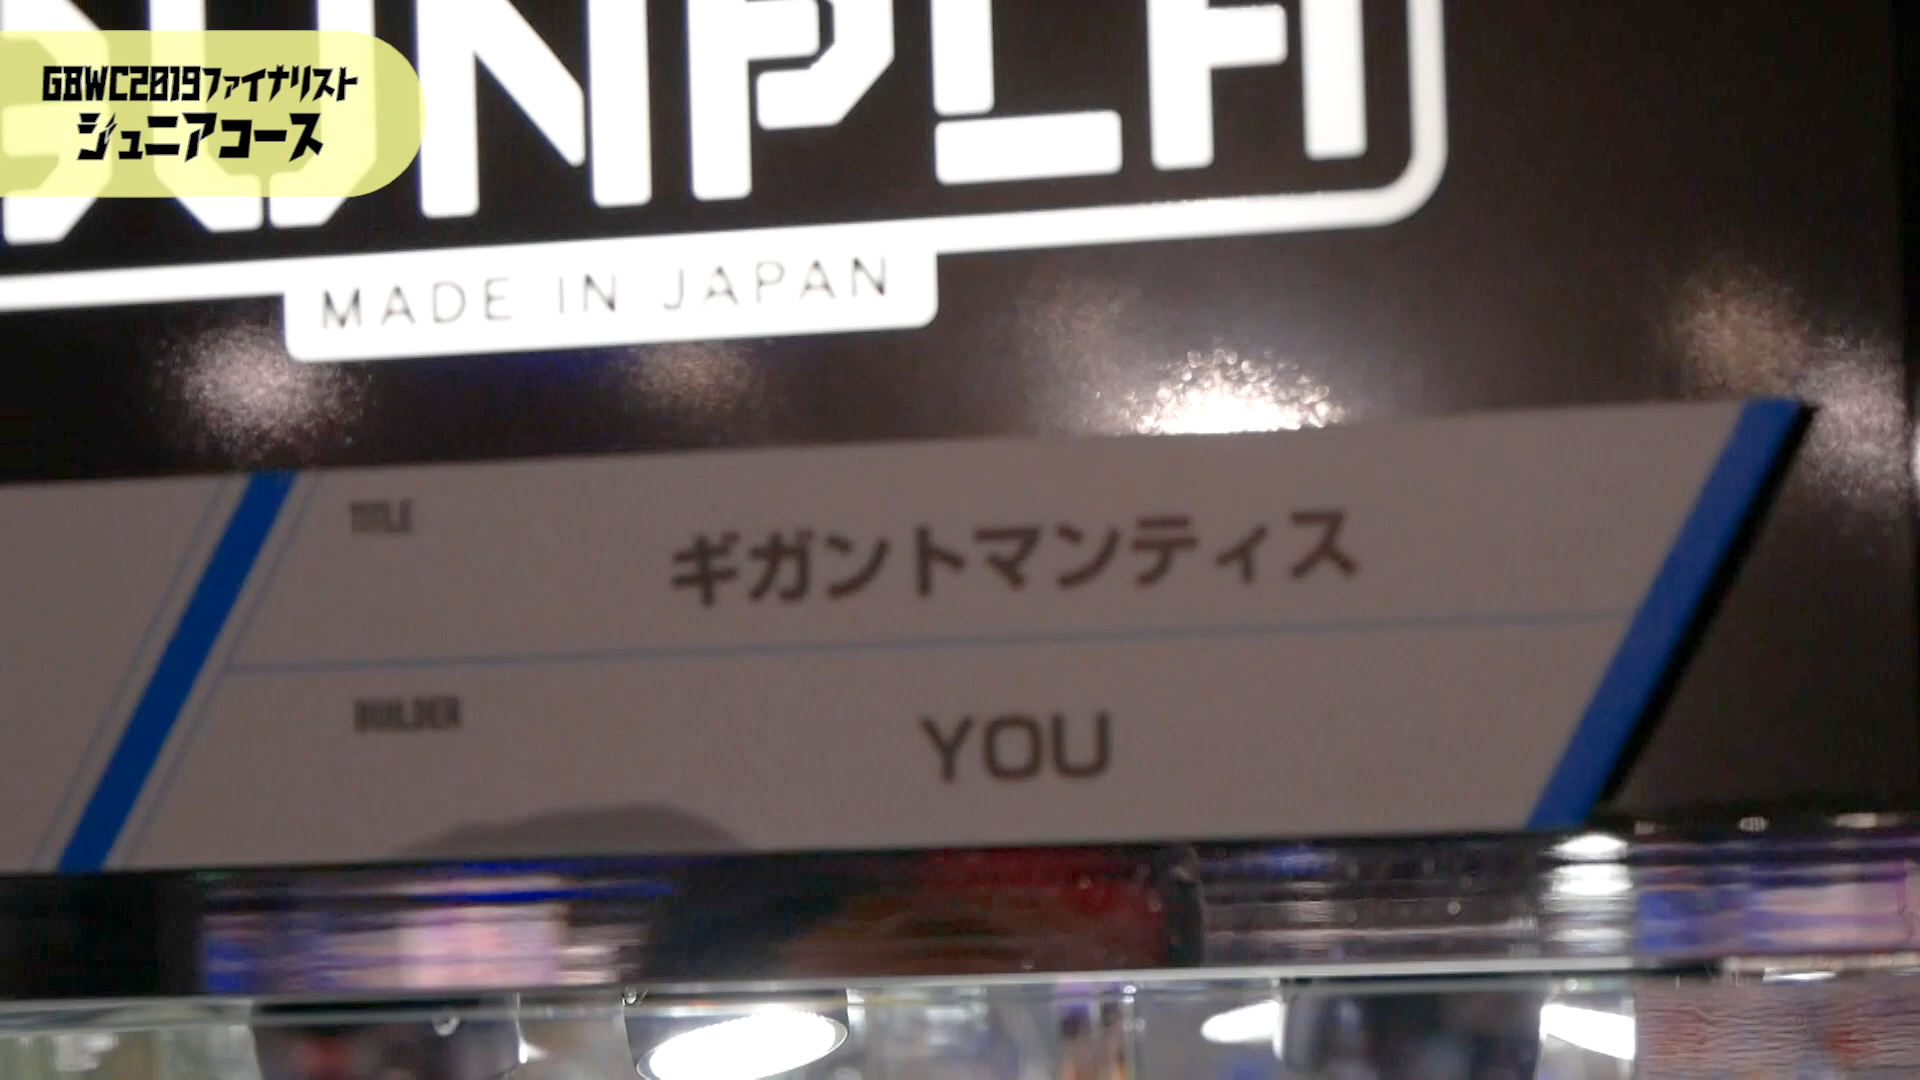 GBWC2019ファイナリスト
ジュニアコース
GUNPLA
MADE IN JAPAN
TITLE
ギガントマンティス
BUILDER
YOU